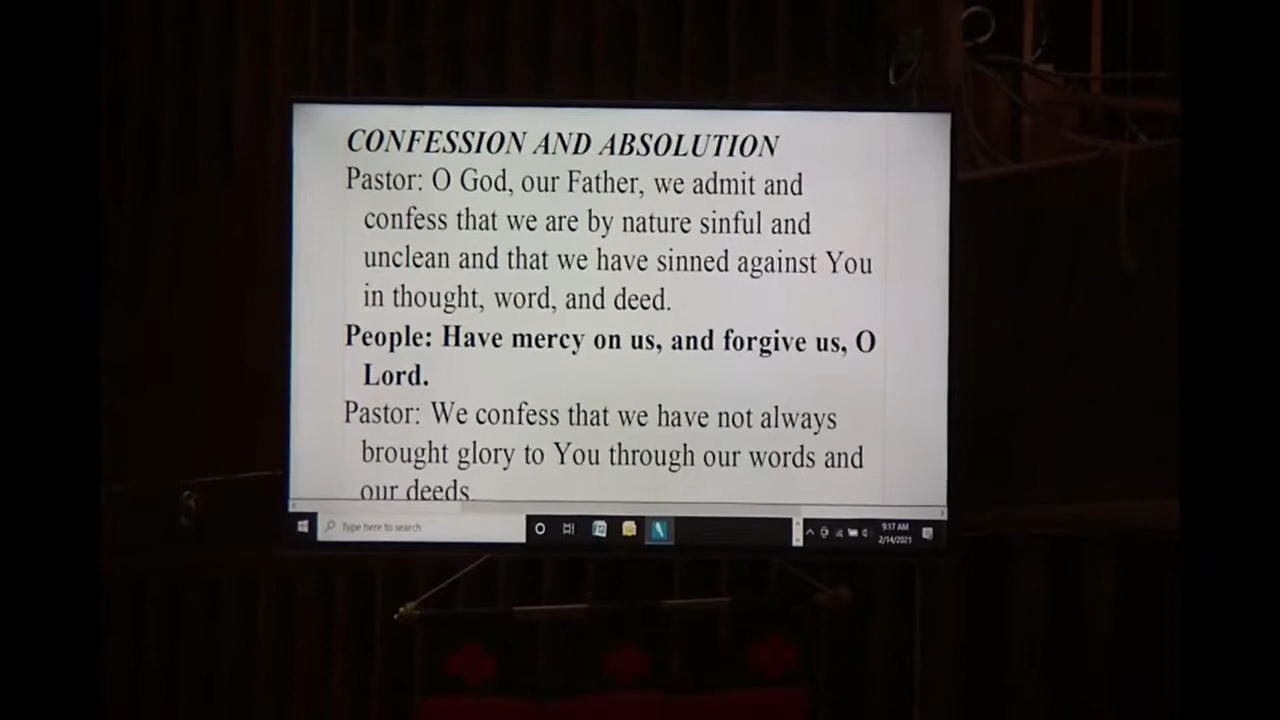 CONFESSION AND ABSOLUTION
Pastor: O God, our Father, we admit and
confess that we are by nature sinful and
unclean and that we have sinned against You
in thought, word, and deed.
People: Have mercy on us, and forgive us, O
Lord.
Pastor: We confess that we have not always
brought glory to You through our words and
our deeds
Type here to search
9:17 AM
2/14/2021